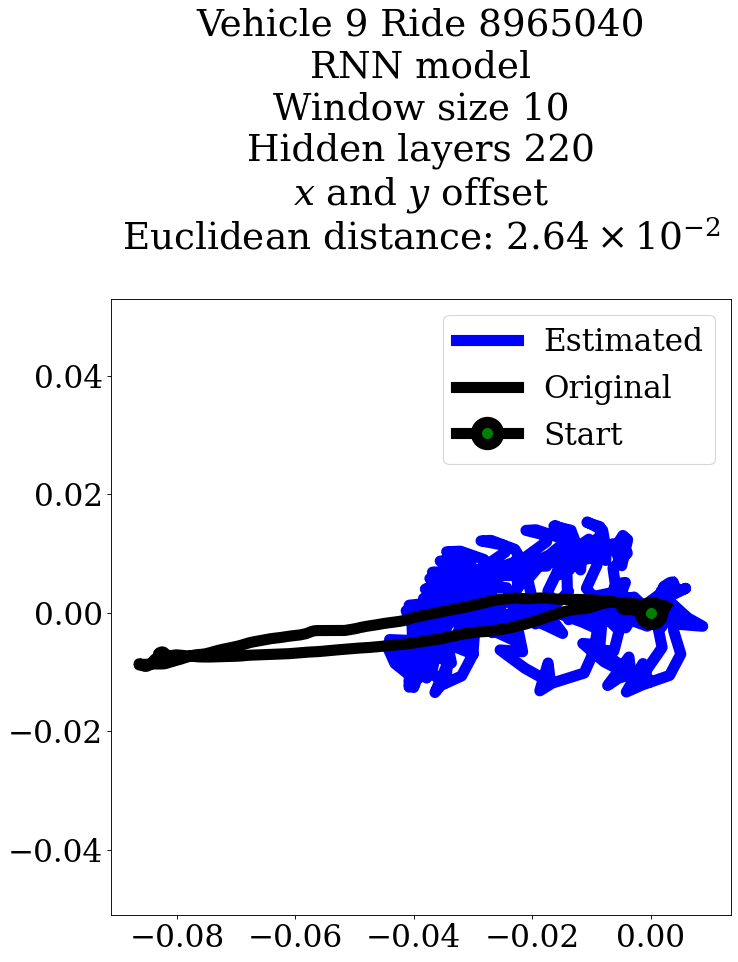 Vehicle 9 Ride 8965040
RNN model
Window size 10
Hidden layers 220
x and y offset
Euclidean distance: 2.64 × 10⁻²
Estimated
Original
Start
0.04
0.02
0.00
−0.02
−0.04
−0.08 −0.06 −0.04 −0.02 0.00